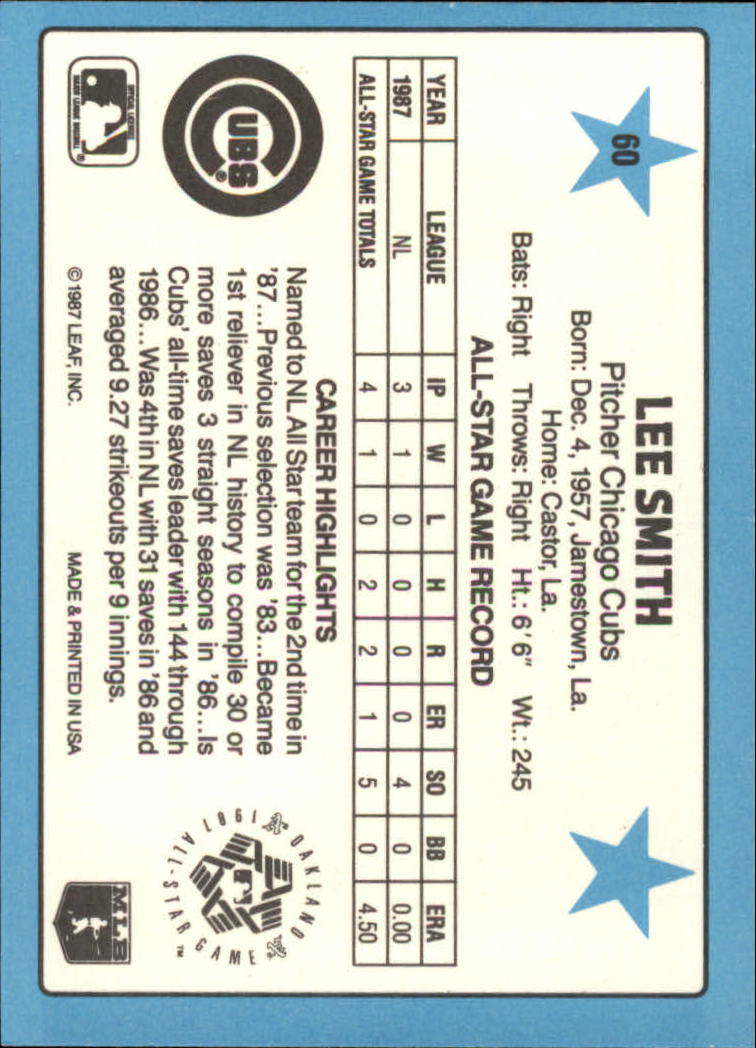 60
LEE SMITH
Pitcher Chicago Cubs
Born: Dec. 4, 1957, Jamestown, La.
Home: Castor, La.
Bats: Right Throws: Right Ht.: 6'6" Wt.: 245
ALL-STAR GAME RECORD
YEAR LEAGUE IP W L H R ER SO BB ERA
1987 NL 3 1 0 0 0 0 4 0 0.00
ALL-STAR GAME TOTALS 4 1 0 2 2 1 5 0 4.50
CUBS®
CAREER HIGHLIGHTS
Named to NL All Star team for the 2nd time in
'87...Previous selection was '83...Became
1st reliever in NL history to compile 30 or
more saves 3 straight seasons in '86...Is
Cubs' all-time saves leader with 144 through
1986...Was 4th in NL with 31 saves in '86 and
averaged 9.27 strikeouts per 9 innings.
OAKLAND
1987 ALL-STAR GAME™
OFFICIAL LICENSEE
MAJOR LEAGUE BASEBALL®
© 1987 LEAF, INC. MADE & PRINTED IN USA
MLB